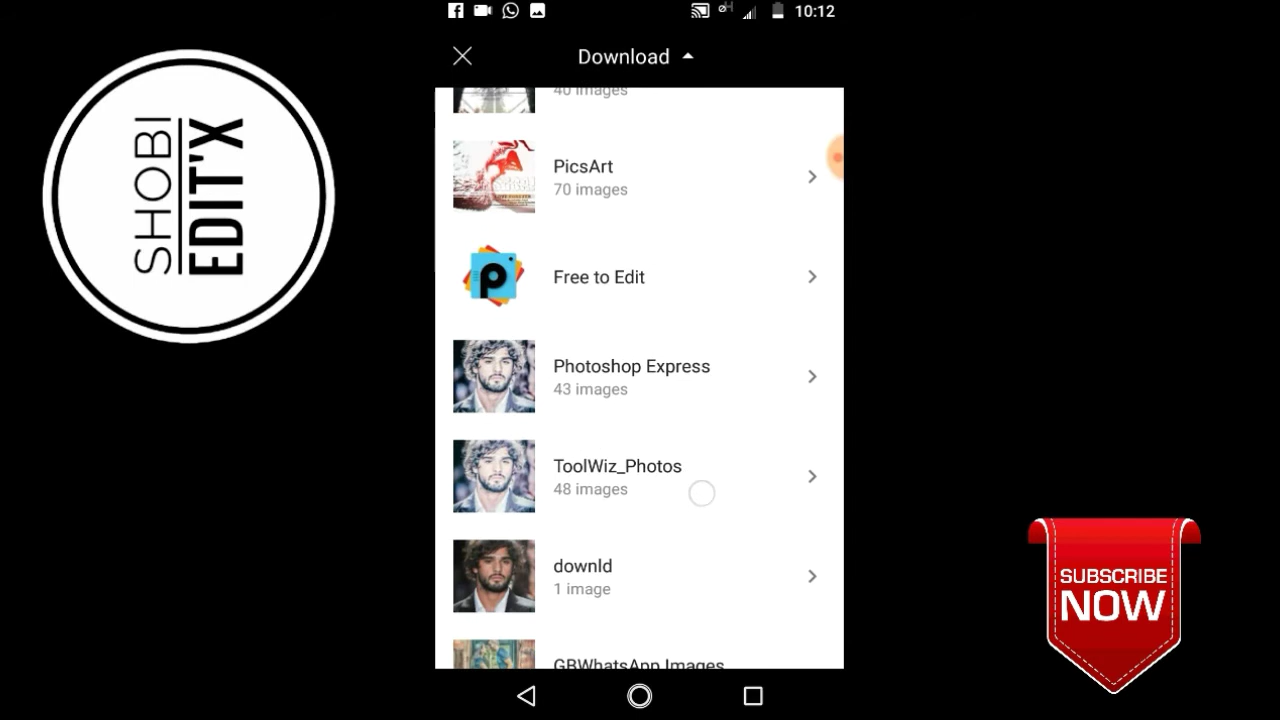 10:12
Download
40 images
PicsArt
70 images
Free to Edit
Photoshop Express
43 images
ToolWiz_Photos
48 images
downld
1 image
GBWhatsApp Images
SHOBI
EDIT'X
SUBSCRIBE
NOW